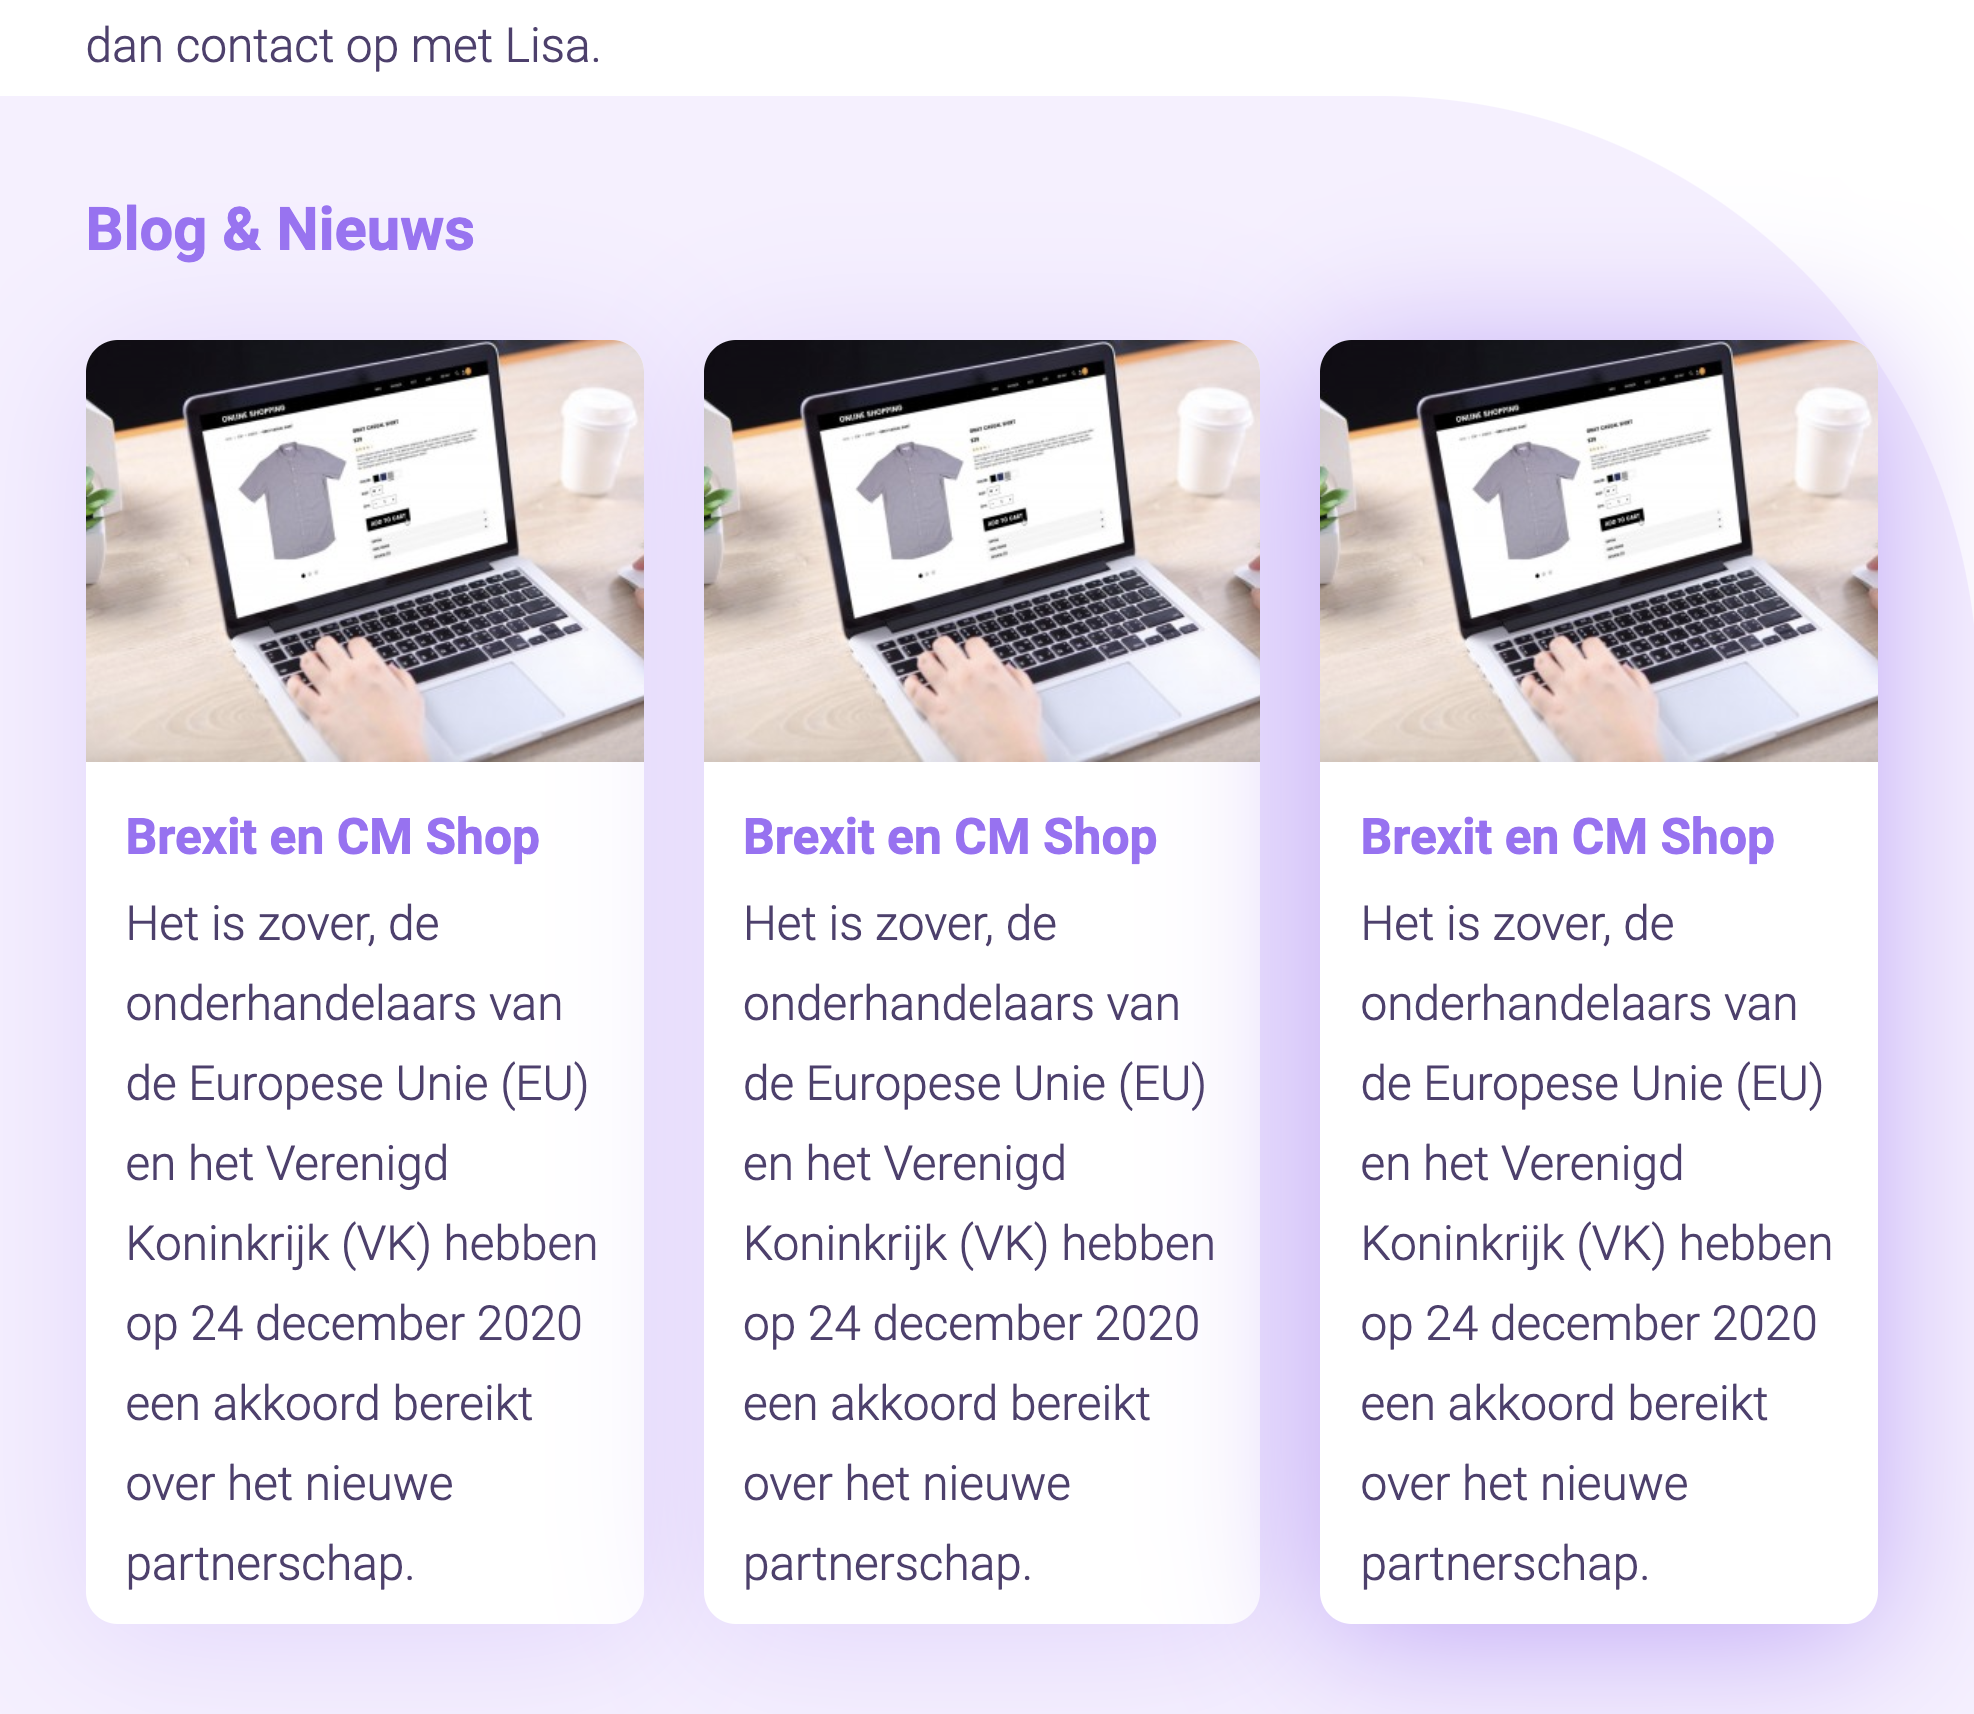 dan contact op met Lisa.
Blog & Nieuws
ONLINE SHOPPING
ADD TO CART
ONLINE SHOPPING
ADD TO CART
ONLINE SHOPPING
ADD TO CART
Brexit en CM Shop
Het is zover, de
onderhandelaars van
de Europese Unie (EU)
en het Verenigd
Koninkrijk (VK) hebben
op 24 december 2020
een akkoord bereikt
over het nieuwe
partnerschap.
Brexit en CM Shop
Het is zover, de
onderhandelaars van
de Europese Unie (EU)
en het Verenigd
Koninkrijk (VK) hebben
op 24 december 2020
een akkoord bereikt
over het nieuwe
partnerschap.
Brexit en CM Shop
Het is zover, de
onderhandelaars van
de Europese Unie (EU)
en het Verenigd
Koninkrijk (VK) hebben
op 24 december 2020
een akkoord bereikt
over het nieuwe
partnerschap.